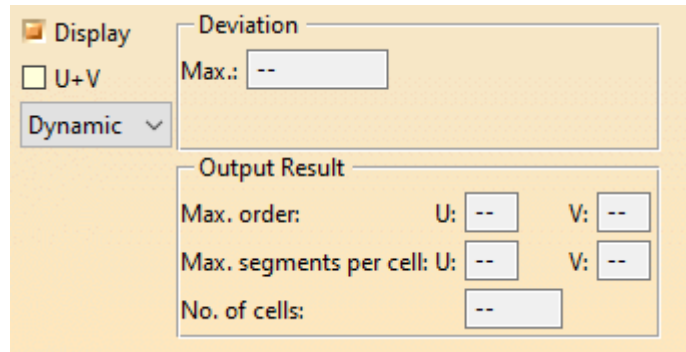 Display
U+V
Dynamic
Deviation
Max.: --
Output Result
Max. order: U: -- V: --
Max. segments per cell: U: -- V: --
No. of cells: --